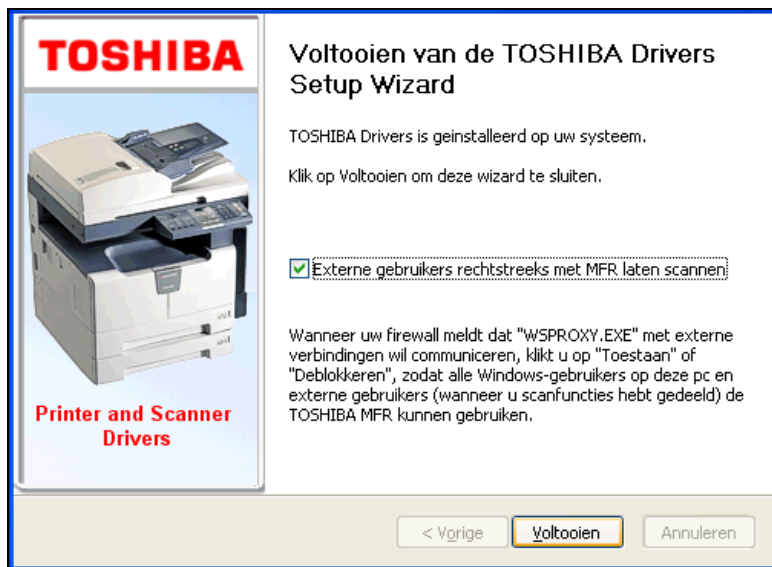 TOSHIBA
Printer and Scanner
Drivers
Voltooien van de TOSHIBA Drivers
Setup Wizard
TOSHIBA Drivers is geinstalleerd op uw systeem.
Klik op Voltooien om deze wizard te sluiten.
Externe gebruikers rechtstreeks met MFR laten scannen
Wanneer uw firewall meldt dat "WSPROXY.EXE" met externe
verbindingen wil communiceren, klikt u op "Toestaan" of
"Deblokkeren", zodat alle Windows-gebruikers op deze pc en
externe gebruikers (wanneer u scanfuncties hebt gedeeld) de
TOSHIBA MFR kunnen gebruiken.
< Vorige
Voltooien
Annuleren